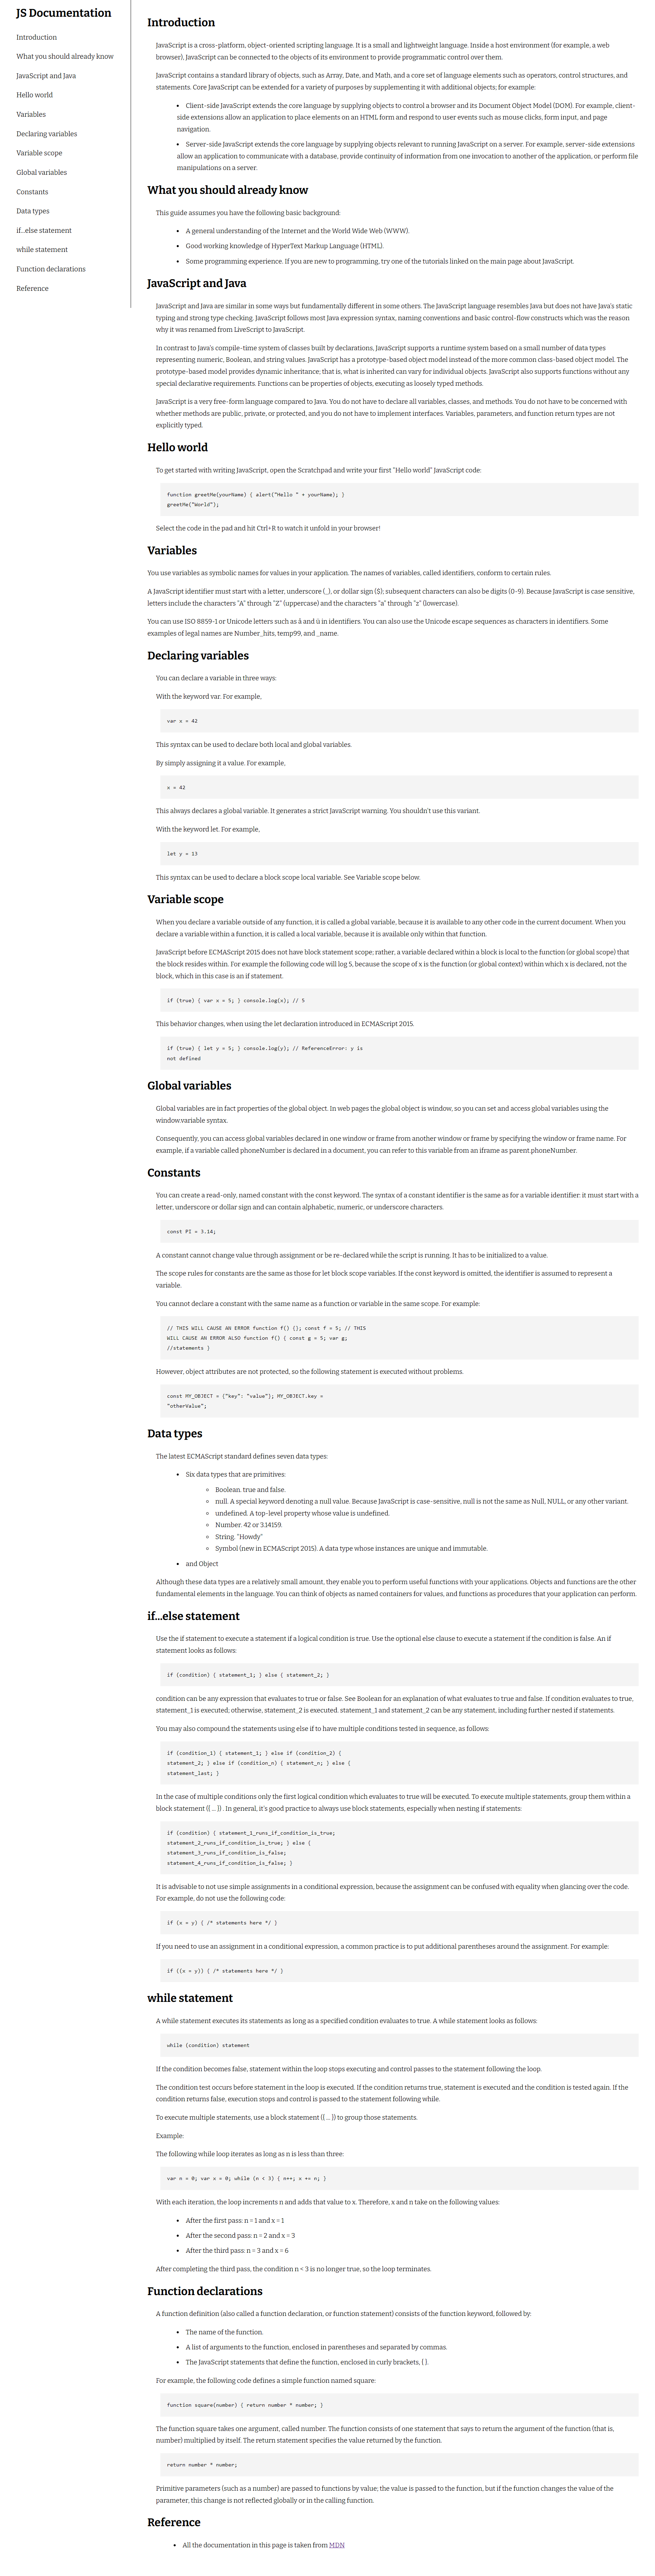 JS Documentation
Introduction
What you should already know
JavaScript and Java
Hello world
Variables
Declaring variables
Variable scope
Global variables
Constants
Data types
if...else statement
while statement
Function declarations
Reference
Introduction
JavaScript is a cross-platform, object-oriented scripting language. It is a small and lightweight language. Inside a host environment (for example, a web
browser), JavaScript can be connected to the objects of its environment to provide programmatic control over them.
JavaScript contains a standard library of objects, such as Array, Date, and Math, and a core set of language elements such as operators, control structures, and
statements. Core JavaScript can be extended for a variety of purposes by supplementing it with additional objects; for example:
• Client-side JavaScript extends the core language by supplying objects to control a browser and its Document Object Model (DOM). For example, client-
side extensions allow an application to place elements on an HTML form and respond to user events such as mouse clicks, form input, and page
navigation.
• Server-side JavaScript extends the core language by supplying objects relevant to running JavaScript on a server. For example, server-side extensions
allow an application to communicate with a database, provide continuity of information from one invocation to another of the application, or perform file
manipulations on a server.
What you should already know
This guide assumes you have the following basic background:
• A general understanding of the Internet and the World Wide Web (WWW).
• Good working knowledge of HyperText Markup Language (HTML).
• Some programming experience. If you are new to programming, try one of the tutorials linked on the main page about JavaScript.
JavaScript and Java
JavaScript and Java are similar in some ways but fundamentally different in some others. The JavaScript language resembles Java but does not have Java's static
typing and strong type checking. JavaScript follows most Java expression syntax, naming conventions and basic control-flow constructs which was the reason
why it was renamed from LiveScript to JavaScript.
In contrast to Java's compile-time system of classes built by declarations, JavaScript supports a runtime system based on a small number of data types
representing numeric, Boolean, and string values. JavaScript has a prototype-based object model instead of the more common class-based object model. The
prototype-based model provides dynamic inheritance; that is, what is inherited can vary for individual objects. JavaScript also supports functions without any
special declarative requirements. Functions can be properties of objects, executing as loosely typed methods.
JavaScript is a very free-form language compared to Java. You do not have to declare all variables, classes, and methods. You do not have to be concerned with
whether methods are public, private, or protected, and you do not have to implement interfaces. Variables, parameters, and function return types are not
explicitly typed.
Hello world
To get started with writing JavaScript, open the Scratchpad and write your first "Hello world" JavaScript code:
function greetMe(yourName) { alert("Hello " + yourName); }
greetMe("World");
Select the code in the pad and hit Ctrl+R to watch it unfold in your browser!
Variables
You use variables as symbolic names for values in your application. The names of variables, called identifiers, conform to certain rules.
A JavaScript identifier must start with a letter, underscore (_), or dollar sign ($); subsequent characters can also be digits (0-9). Because JavaScript is case sensitive,
letters include the characters "A" through "Z" (uppercase) and the characters "a" through "z" (lowercase).
You can use ISO 8859-1 or Unicode letters such as å and ü in identifiers. You can also use the Unicode escape sequences as characters in identifiers. Some
examples of legal names are Number_hits, temp99, and _name.
Declaring variables
You can declare a variable in three ways:
With the keyword var. For example,
var x = 42
This syntax can be used to declare both local and global variables.
By simply assigning it a value. For example,
x = 42
This always declares a global variable. It generates a strict JavaScript warning. You shouldn't use this variant.
With the keyword let. For example,
let y = 13
This syntax can be used to declare a block scope local variable. See Variable scope below.
Variable scope
When you declare a variable outside of any function, it is called a global variable, because it is available to any other code in the current document. When you
declare a variable within a function, it is called a local variable, because it is available only within that function.
JavaScript before ECMAScript 2015 does not have block statement scope; rather, a variable declared within a block is local to the function (or global scope) that
the block resides within. For example the following code will log 5, because the scope of x is the function (or global context) within which x is declared, not the
block, which in this case is an if statement.
if (true) { var x = 5; } console.log(x); // 5
This behavior changes, when using the let declaration introduced in ECMAScript 2015.
if (true) { let y = 5; } console.log(y); // ReferenceError: y is
not defined
Global variables
Global variables are in fact properties of the global object. In web pages the global object is window, so you can set and access global variables using the
window.variable syntax.
Consequently, you can access global variables declared in one window or frame from another window or frame by specifying the window or frame name. For
example, if a variable called phoneNumber is declared in a document, you can refer to this variable from an iframe as parent.phoneNumber.
Constants
You can create a read-only, named constant with the const keyword. The syntax of a constant identifier is the same as for a variable identifier: it must start with a
letter, underscore or dollar sign and can contain alphabetic, numeric, or underscore characters.
const PI = 3.14;
A constant cannot change value through assignment or be re-declared while the script is running. It has to be initialized to a value.
The scope rules for constants are the same as those for let block scope variables. If the const keyword is omitted, the identifier is assumed to represent a
variable.
You cannot declare a constant with the same name as a function or variable in the same scope. For example:
// THIS WILL CAUSE AN ERROR function f() {}; const f = 5; // THIS
WILL CAUSE AN ERROR ALSO function f() { const g = 5; var g;
//statements }
However, object attributes are not protected, so the following statement is executed without problems.
const MY_OBJECT = {"key": "value"}; MY_OBJECT.key =
"otherValue";
Data types
The latest ECMAScript standard defines seven data types:
• Six data types that are primitives:
Boolean. true and false.
null. A special keyword denoting a null value. Because JavaScript is case-sensitive, null is not the same as Null, NULL, or any other variant.
undefined. A top-level property whose value is undefined.
Number. 42 or 3.14159.
String. "Howdy"
Symbol (new in ECMAScript 2015). A data type whose instances are unique and immutable.
• and Object
Although these data types are a relatively small amount, they enable you to perform useful functions with your applications. Objects and functions are the other
fundamental elements in the language. You can think of objects as named containers for values, and functions as procedures that your application can perform.
if...else statement
Use the if statement to execute a statement if a logical condition is true. Use the optional else clause to execute a statement if the condition is false. An if
statement looks as follows:
if (condition) { statement_1; } else { statement_2; }
condition can be any expression that evaluates to true or false. See Boolean for an explanation of what evaluates to true and false. If condition evaluates to true,
statement_1 is executed; otherwise, statement_2 is executed. statement_1 and statement_2 can be any statement, including further nested if statements.
You may also compound the statements using else if to have multiple conditions tested in sequence, as follows:
if (condition_1) { statement_1; } else if (condition_2) {
statement_2; } else if (condition_n) { statement_n; } else {
statement_last; }
In the case of multiple conditions only the first logical condition which evaluates to true will be executed. To execute multiple statements, group them within a
block statement ({ ... }) . In general, it's good practice to always use block statements, especially when nesting if statements:
if (condition) { statement_1_runs_if_condition_is_true;
statement_2_runs_if_condition_is_true; } else {
statement_3_runs_if_condition_is_false;
statement_4_runs_if_condition_is_false; }
It is advisable to not use simple assignments in a conditional expression, because the assignment can be confused with equality when glancing over the code.
For example, do not use the following code:
if (x = y) { /* statements here */ }
If you need to use an assignment in a conditional expression, a common practice is to put additional parentheses around the assignment. For example:
if ((x = y)) { /* statements here */ }
while statement
A while statement executes its statements as long as a specified condition evaluates to true. A while statement looks as follows:
while (condition) statement
If the condition becomes false, statement within the loop stops executing and control passes to the statement following the loop.
The condition test occurs before statement in the loop is executed. If the condition returns true, statement is executed and the condition is tested again. If the
condition returns false, execution stops and control is passed to the statement following while.
To execute multiple statements, use a block statement ({ ... }) to group those statements.
Example:
The following while loop iterates as long as n is less than three:
var n = 0; var x = 0; while (n < 3) { n++; x += n; }
With each iteration, the loop increments n and adds that value to x. Therefore, x and n take on the following values:
• After the first pass: n = 1 and x = 1
• After the second pass: n = 2 and x = 3
• After the third pass: n = 3 and x = 6
After completing the third pass, the condition n < 3 is no longer true, so the loop terminates.
Function declarations
A function definition (also called a function declaration, or function statement) consists of the function keyword, followed by:
• The name of the function.
• A list of arguments to the function, enclosed in parentheses and separated by commas.
• The JavaScript statements that define the function, enclosed in curly brackets, { }.
For example, the following code defines a simple function named square:
function square(number) { return number * number; }
The function square takes one argument, called number. The function consists of one statement that says to return the argument of the function (that is,
number) multiplied by itself. The return statement specifies the value returned by the function.
return number * number;
Primitive parameters (such as a number) are passed to functions by value; the value is passed to the function, but if the function changes the value of the
parameter, this change is not reflected globally or in the calling function.
Reference
• All the documentation in this page is taken from MDN